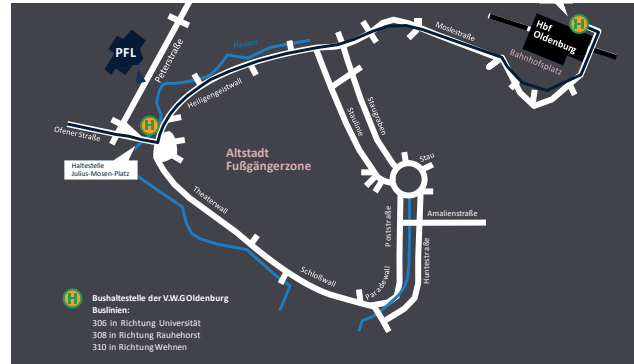 Hbf
Oldenburg
Bahnhofsplatz
Moslestraße
PFL
Peterstraße
Haaren
Heiligengeistwall
Staulinie
Staugraben
Ofener Straße
Haltestelle
Julius-Mosen-Platz
Altstadt
Fußgängerzone
Stau
Theaterwall
Poststraße
Amalienstraße
Huntestraße
Schloßwall
Paradewall
H Bushaltestelle der V.W.G Oldenburg
Buslinien:
306 in Richtung Universität
308 in Richtung Rauhehorst
310 in Richtung Wehnen
H
H